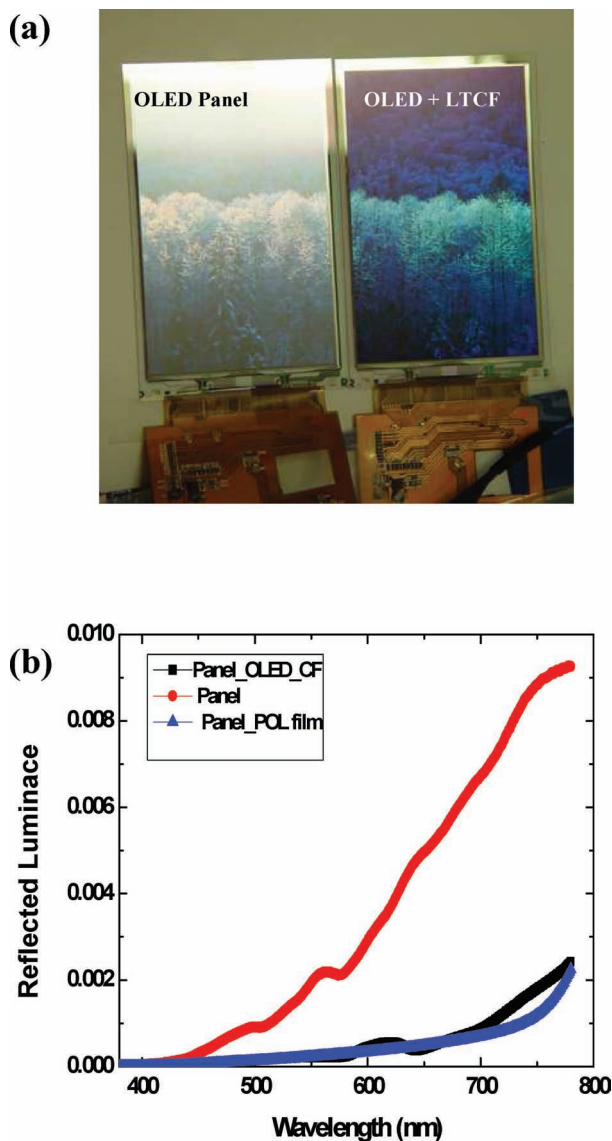 (a)
OLED Panel
OLED + LTCF
R2
(b)
Reflected Luminace
0.010
0.008
0.006
0.004
0.002
0.000
Panel_OLED_CF
Panel
Panel_POL film
400 500 600 700 800
Wavelength (nm)